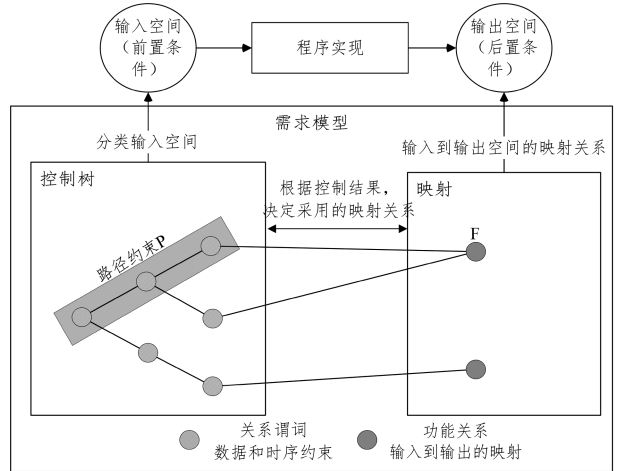 输入空间
（前置条
件）
程序实现
输出空间
（后置条
件）
需求模型
分类输入空间
输入到输出空间的映射关系
控制树
根据控制结果，
决定采用的映射关系
映射
路径约束P
F
关系谓词
数据和时序约束
功能关系
输入到输出的映射